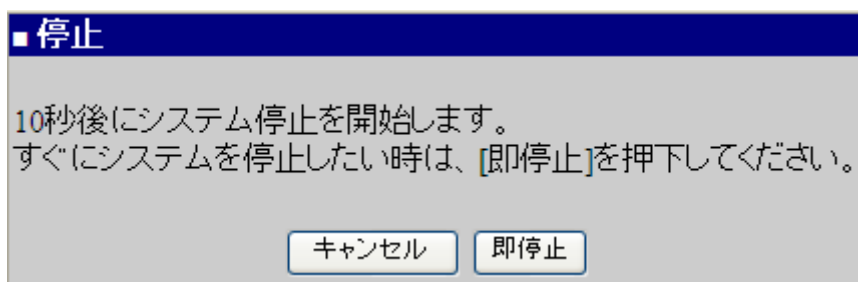 ■停止
10秒後にシステム停止を開始します。
すぐにシステムを停止したい時は、[即停止]を押下してください。
キャンセル 即停止